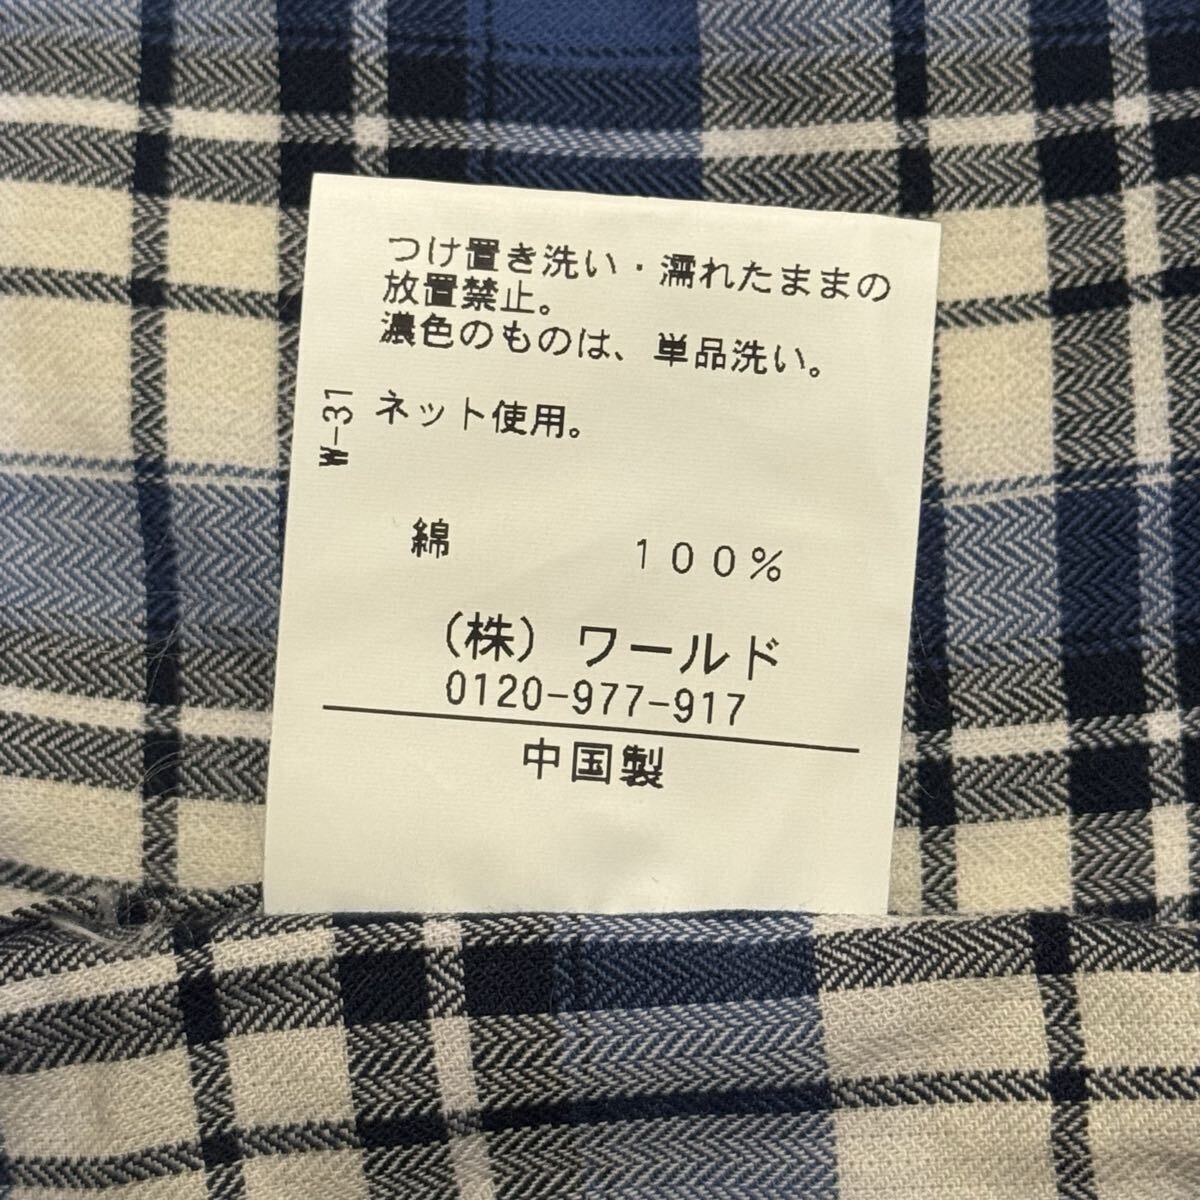 つけ置き洗い・濡れたままの
放置禁止。
濃色のものは、単品洗い。
ネット使用。
W-31
綿 100%
(株) ワールド
0120-977-917
中国製